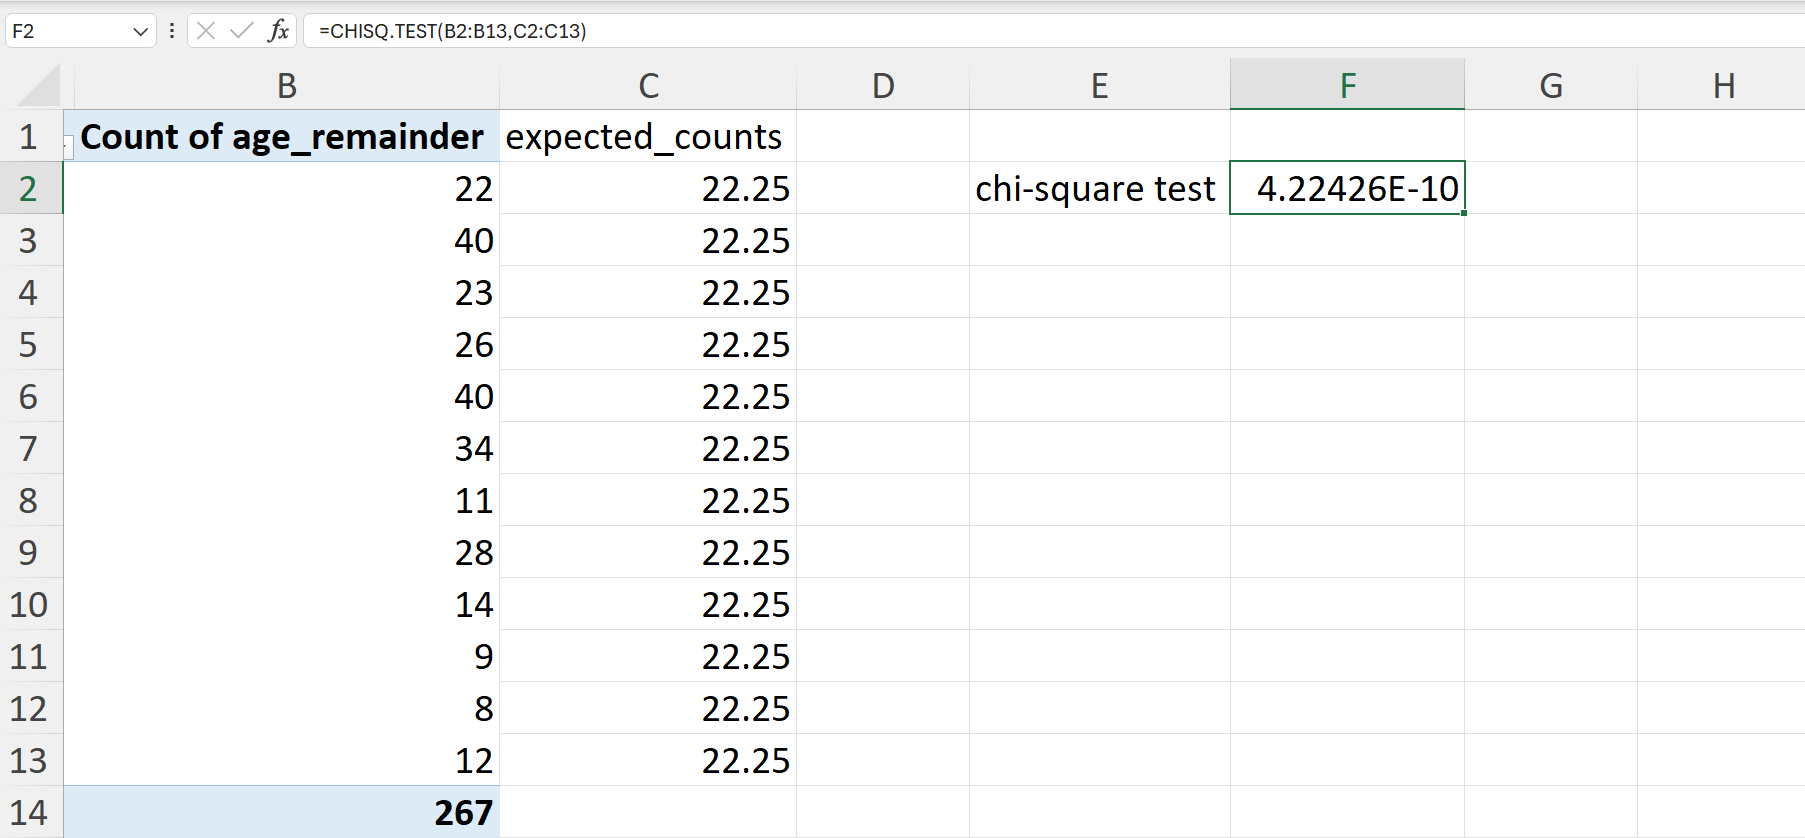 F2 fx =CHISQ.TEST(B2:B13,C2:C13)
B C D E F G H
1 Count of age_remainder expected_counts
2 22 22.25 chi-square test 4.22426E-10
3 40 22.25
4 23 22.25
5 26 22.25
6 40 22.25
7 34 22.25
8 11 22.25
9 28 22.25
10 14 22.25
11 9 22.25
12 8 22.25
13 12 22.25
14 267